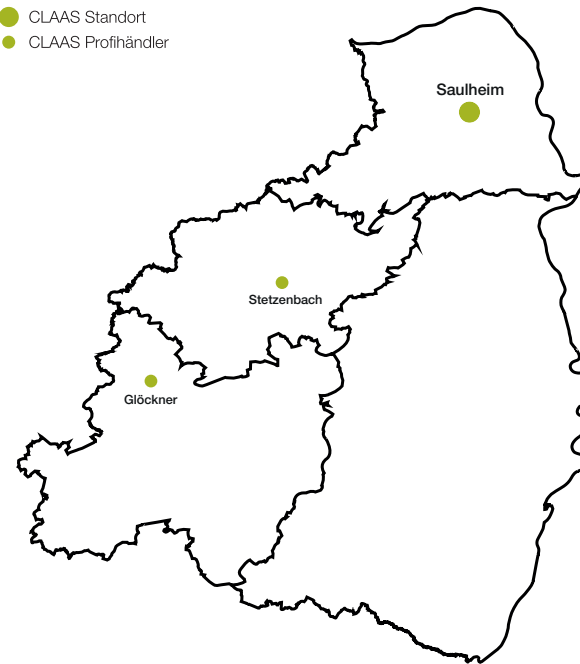 CLAAS Standort
CLAAS Profihändler
Saulheim
Stetzenbach
Glöckner